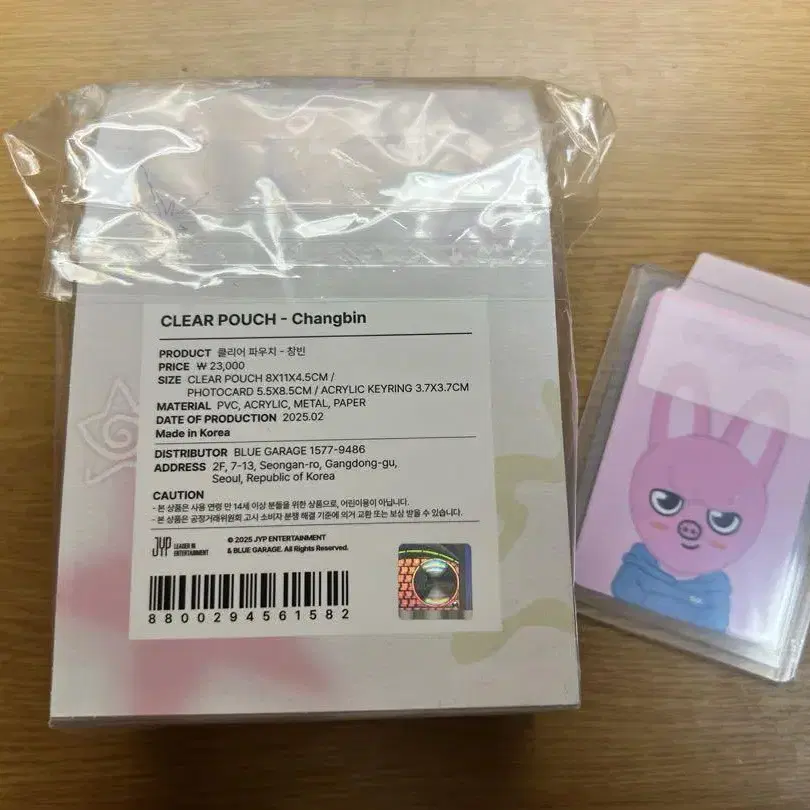 CLEAR POUCH - Changbin
PRODUCT 클리어 파우치 - 창빈
PRICE ₩ 23,000
SIZE CLEAR POUCH 8X11X4.5CM /
PHOTOCARD 5.5X8.5CM / ACRYLIC KEYRING 3.7X3.7CM
MATERIAL PVC, ACRYLIC, METAL, PAPER
DATE OF PRODUCTION 2025.02
Made in Korea
DISTRIBUTOR BLUE GARAGE 1577-9486
ADDRESS 2F, 7-13, Seongan-ro, Gangdong-gu,
Seoul, Republic of Korea
CAUTION
- 본 상품은 사용 연령 만 14세 이상 분들을 위한 상품으로, 어린이용이 아닙니다.
- 본 상품은 공정거래위원회 고시 소비자 분쟁 해결 기준에 의거 교환 또는 보상 받을 수 있습니다.
JYP LEADER IN
ENTERTAINMENT
© 2025 JYP ENTERTAINMENT
& BLUE GARAGE. All Rights Reserved.
8800294561582